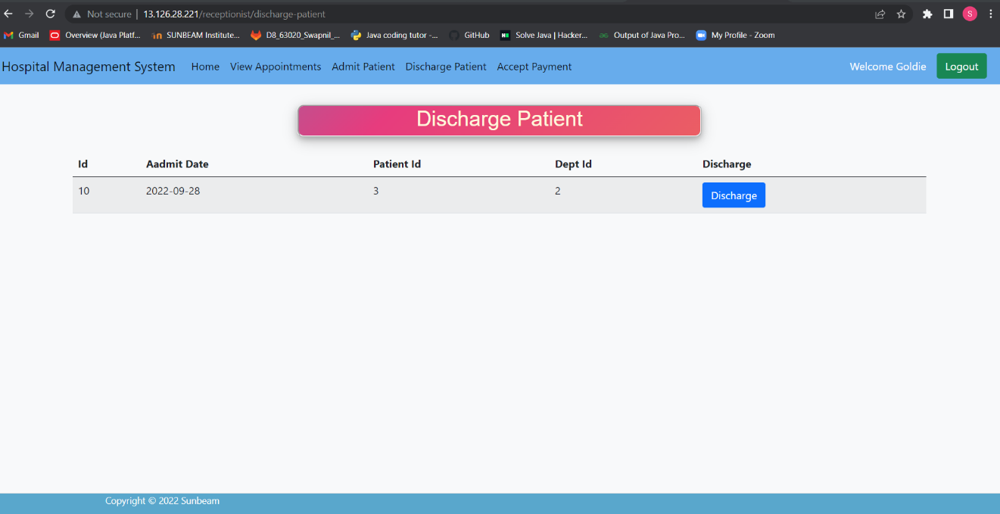 Not secure | 13.126.28.221/receptionist/discharge-patient S
Gmail Overview (Java Platf... SUNBEAM Institute... D8_63020_Swapnil_... Java coding tutor -... GitHub Solve Java | Hacker... Output of Java Pro... My Profile - Zoom
Hospital Management System Home View Appointments Admit Patient Discharge Patient Accept Payment Welcome Goldie Logout
Discharge Patient
Id Aadmit Date Patient Id Dept Id Discharge
10 2022-09-28 3 2 Discharge
Copyright © 2022 Sunbeam